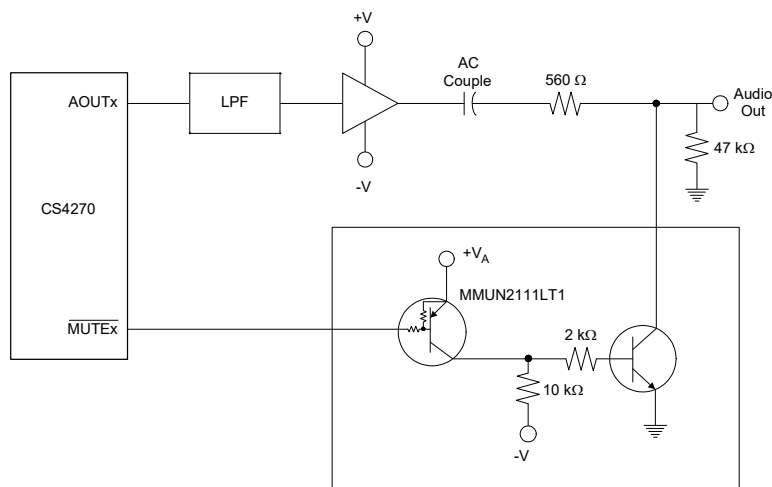 +V
AC
Couple
560 Ω
Audio
Out
AOUTx
LPF
47 kΩ
-V
CS4270
+VA
MMUN2111LT1
MUTEx
2 kΩ
10 kΩ
-V